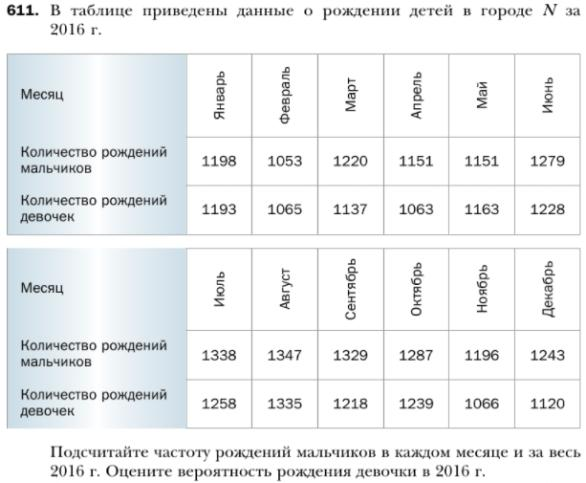 611. В таблице приведены данные о рождении детей в городе N за
2016 г.
Месяц Январь Февраль Март Апрель Май Июнь
Количество рождений
мальчиков 1198 1053 1220 1151 1151 1279
Количество рождений
девочек 1193 1065 1137 1063 1163 1228
Месяц Июль Август Сентябрь Октябрь Ноябрь Декабрь
Количество рождений
мальчиков 1338 1347 1329 1287 1196 1243
Количество рождений
девочек 1258 1335 1218 1239 1066 1120
Подсчитайте частоту рождений мальчиков в каждом месяце и за весь
2016 г. Оцените вероятность рождения девочки в 2016 г.